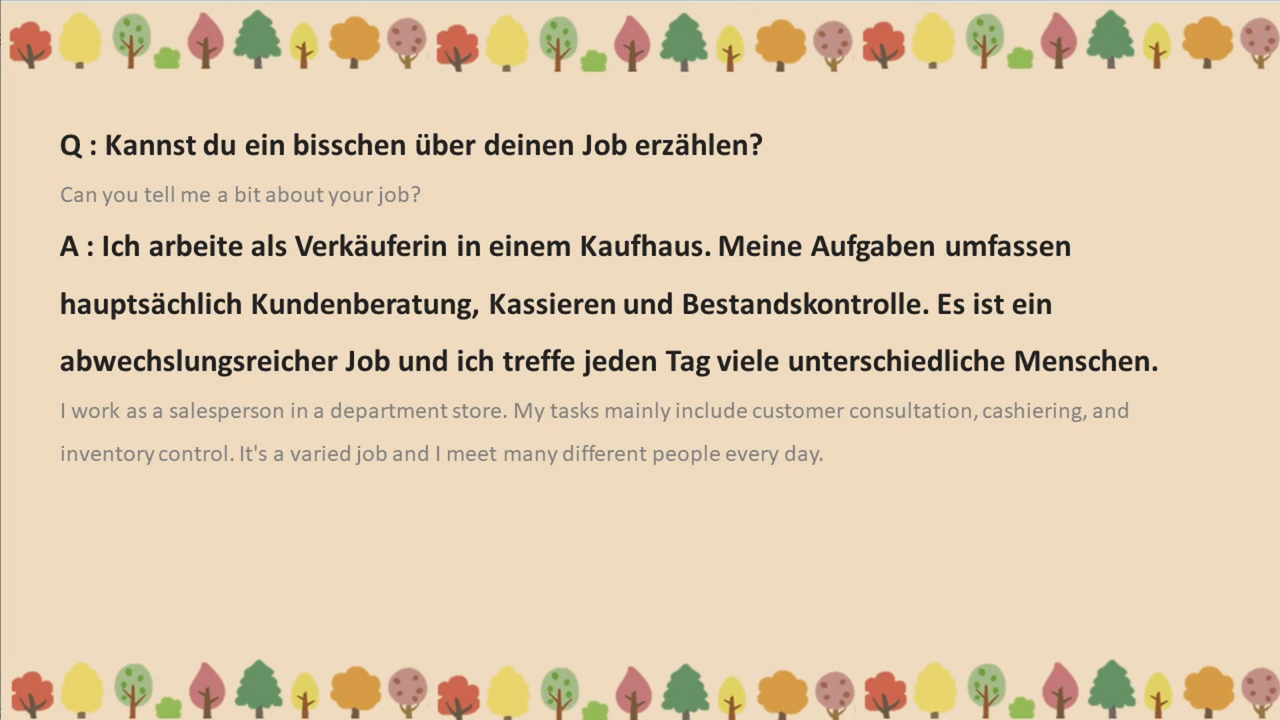 Q : Kannst du ein bisschen über deinen Job erzählen?
Can you tell me a bit about your job?
A : Ich arbeite als Verkäuferin in einem Kaufhaus. Meine Aufgaben umfassen
hauptsächlich Kundenberatung, Kassieren und Bestandskontrolle. Es ist ein
abwechslungsreicher Job und ich treffe jeden Tag viele unterschiedliche Menschen.
I work as a salesperson in a department store. My tasks mainly include customer consultation, cashiering, and
inventory control. It's a varied job and I meet many different people every day.